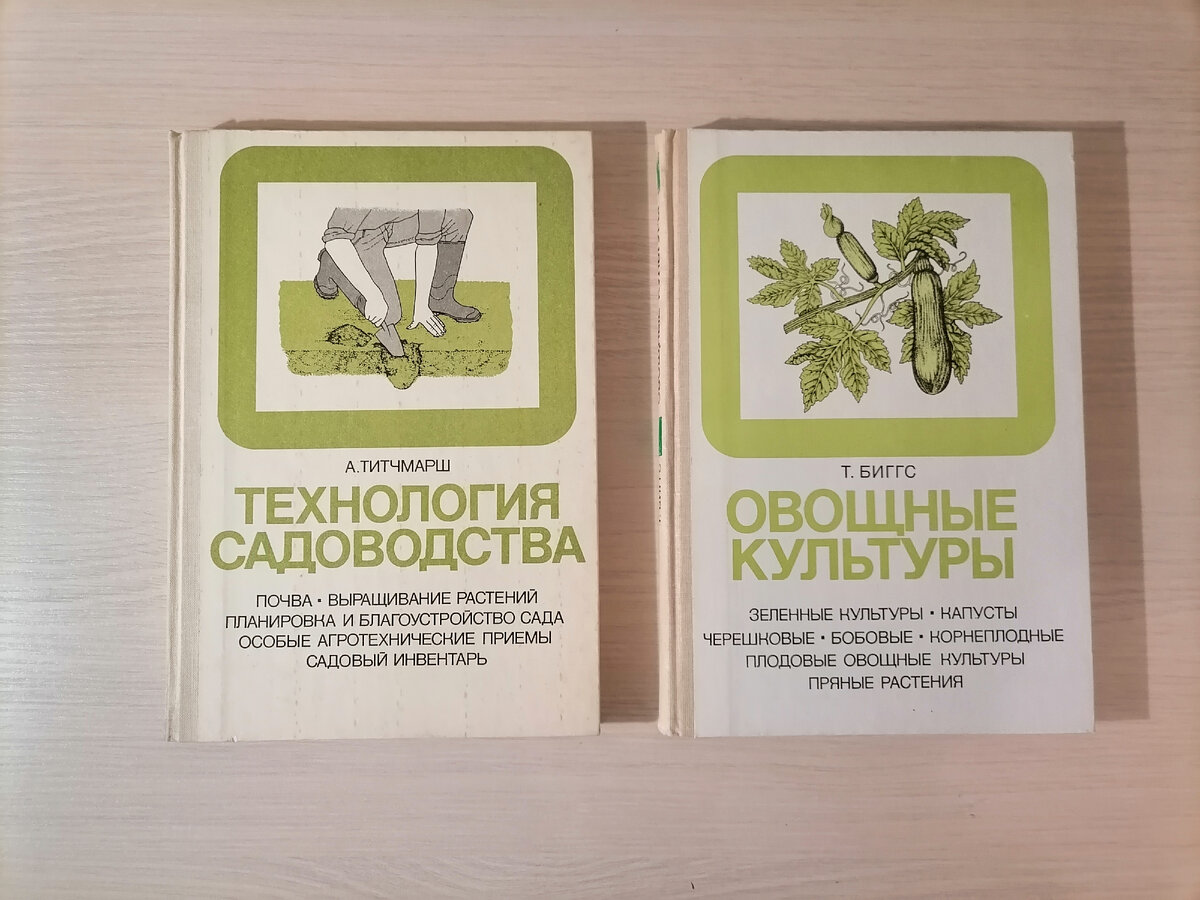 А.ТИТЧМАРШ
ТЕХНОЛОГИЯ
САДОВОДСТВА
ПОЧВА • ВЫРАЩИВАНИЕ РАСТЕНИЙ
ПЛАНИРОВКА И БЛАГОУСТРОЙСТВО САДА
ОСОБЫЕ АГРОТЕХНИЧЕСКИЕ ПРИЕМЫ
САДОВЫЙ ИНВЕНТАРЬ
Т. БИГГС
ОВОЩНЫЕ
КУЛЬТУРЫ
ЗЕЛЕННЫЕ КУЛЬТУРЫ • КАПУСТЫ
ЧЕРЕШКОВЫЕ • БОБОВЫЕ • КОРНЕПЛОДНЫЕ
ПЛОДОВЫЕ ОВОЩНЫЕ КУЛЬТУРЫ
ПРЯНЫЕ РАСТЕНИЯ